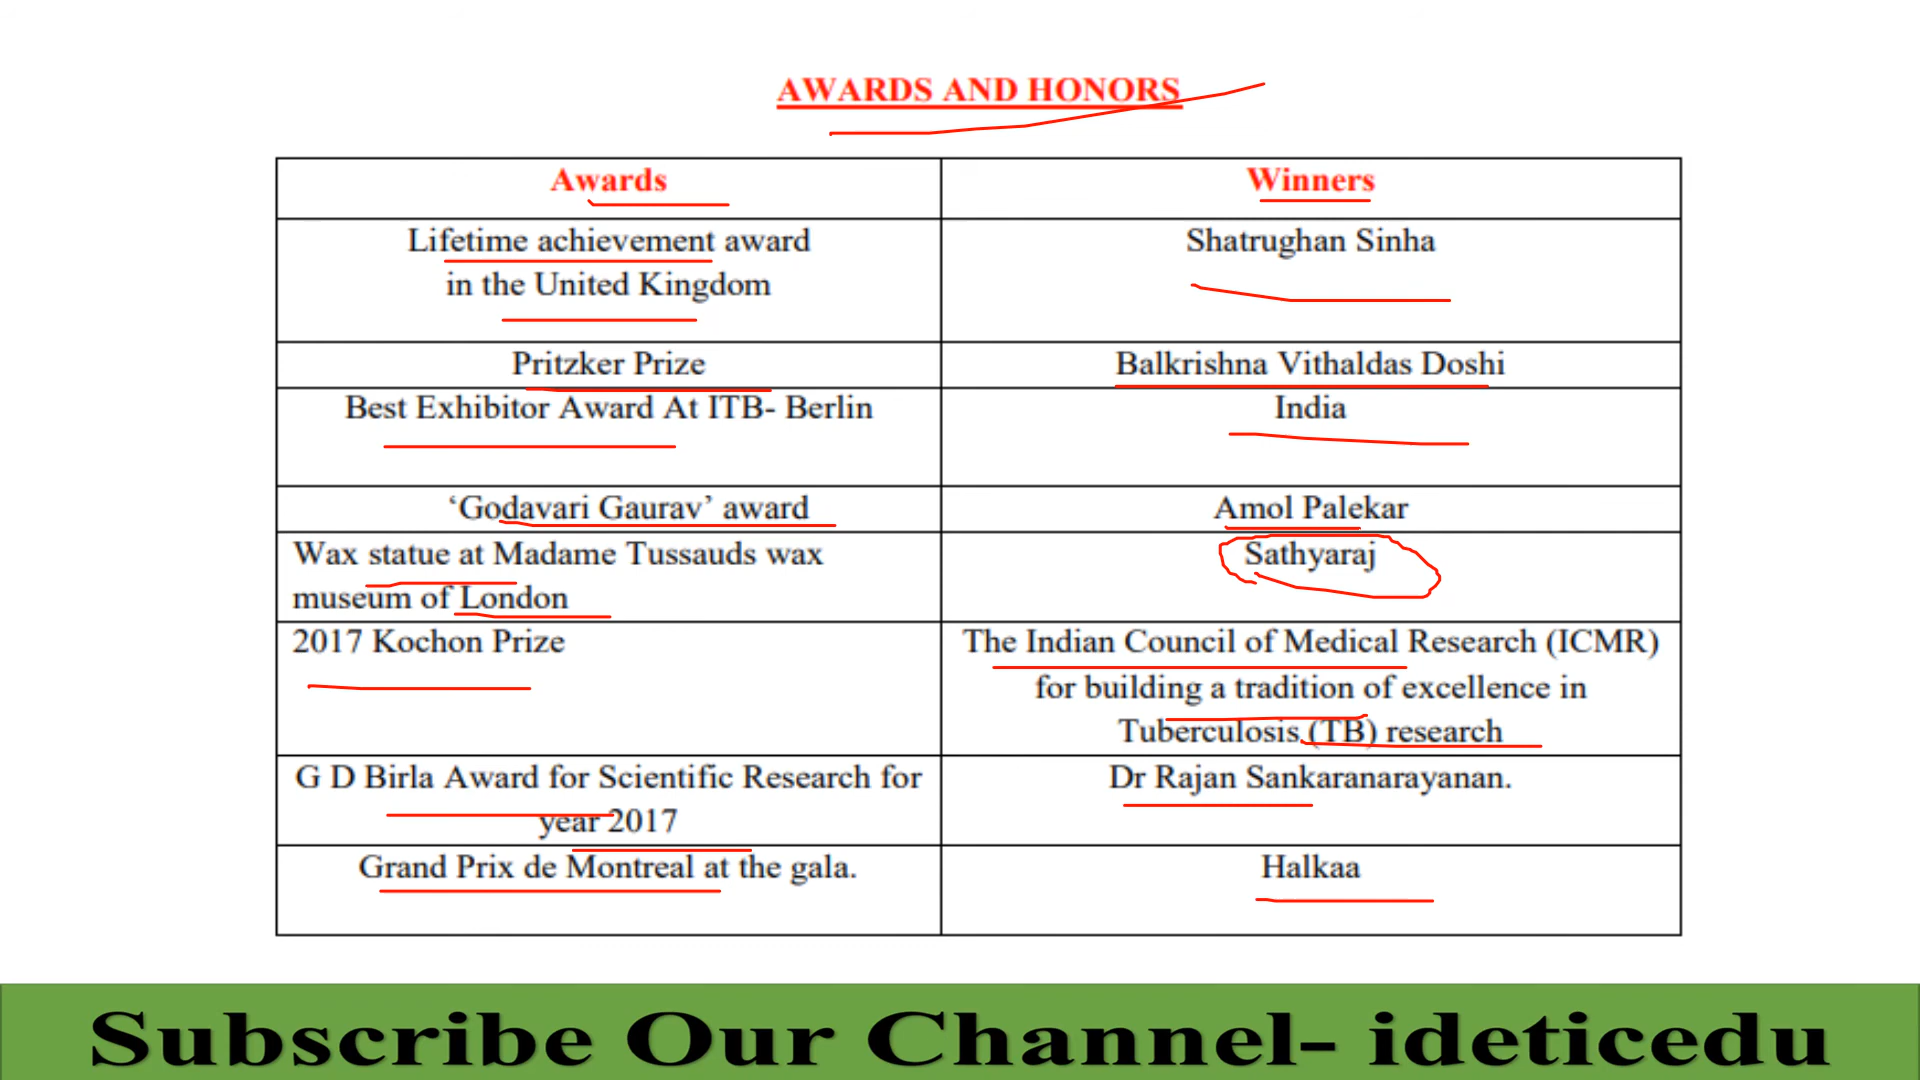 AWARDS AND HONORS
Awards
Winners
Lifetime achievement award
in the United Kingdom
Shatrughan Sinha
Pritzker Prize
Balkrishna Vithaldas Doshi
Best Exhibitor Award At ITB- Berlin
India
‘Godavari Gaurav’ award
Amol Palekar
Wax statue at Madame Tussauds wax
museum of London
Sathyaraj
2017 Kochon Prize
The Indian Council of Medical Research (ICMR)
for building a tradition of excellence in
Tuberculosis (TB) research
G D Birla Award for Scientific Research for
year 2017
Dr Rajan Sankaranarayanan.
Grand Prix de Montreal at the gala.
Halkaa
Subscribe Our Channel- ideticedu